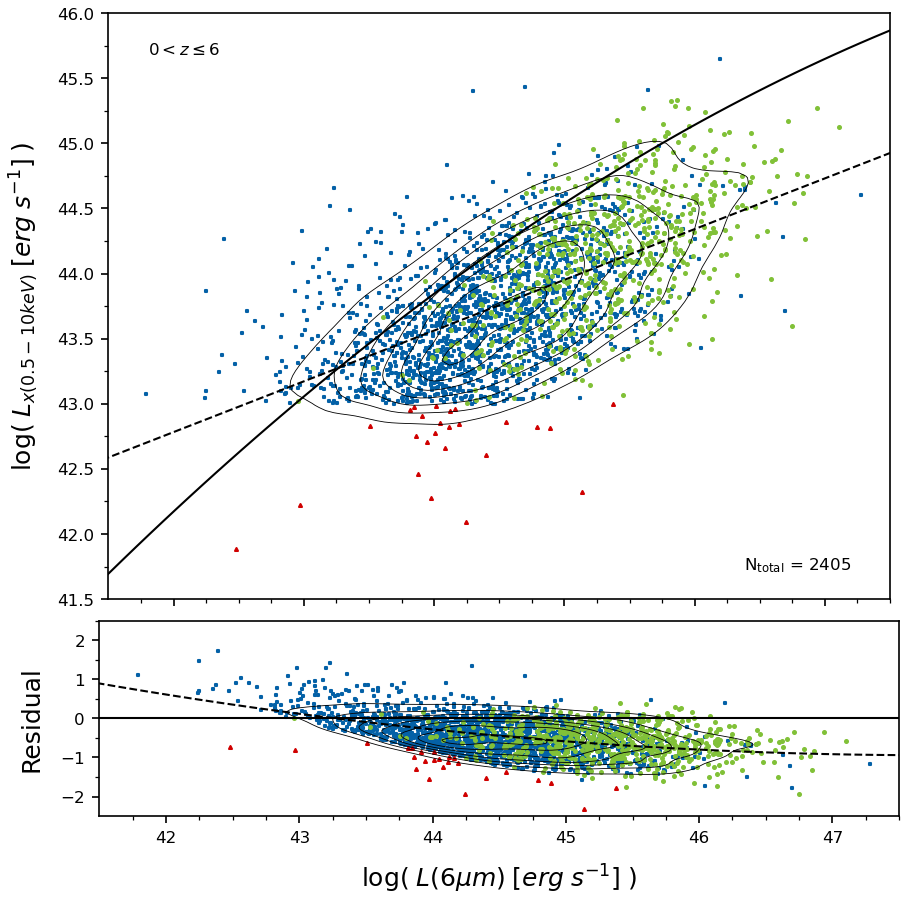 46.0
0 < z ≤ 6
45.5
45.0
44.5
44.0
43.5
43.0
42.5
42.0
41.5
log( Lₓ(0.5 − 10keV) [erg s⁻¹] )
N_total = 2405
2
1
0
−1
−2
Residual
42 43 44 45 46 47
log( L(6μm) [erg s⁻¹] )